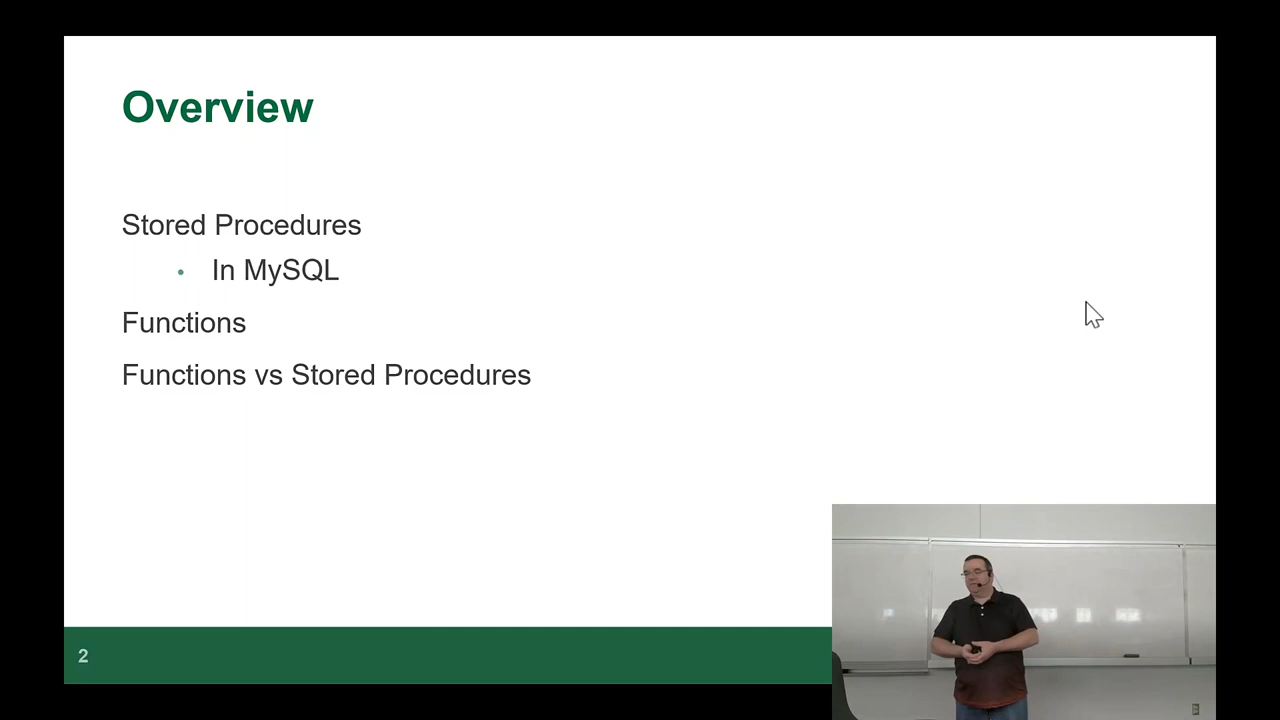 Overview
Stored Procedures
• In MySQL
Functions
Functions vs Stored Procedures
2